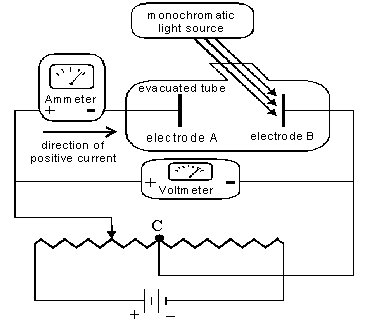 monochromatic
light source
evacuated tube
Ammeter
+ -
electrode A
electrode B
direction of
positive current
+ Voltmeter -
C
+ -